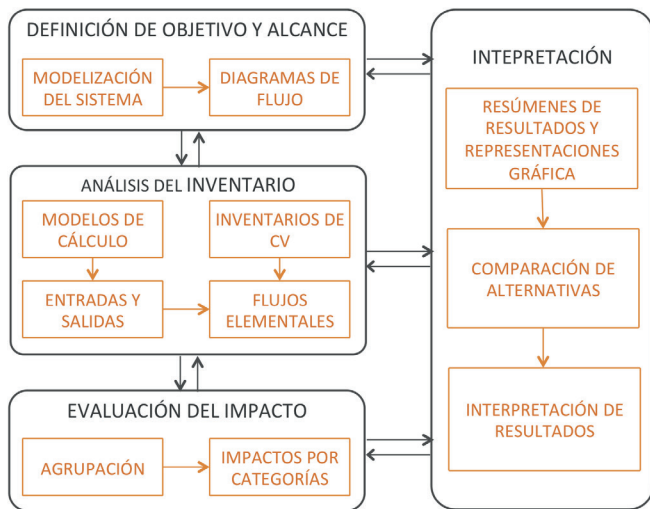 DEFINICIÓN DE OBJETIVO Y ALCANCE
MODELIZACIÓN
DEL SISTEMA
DIAGRAMAS DE
FLUJO
ANÁLISIS DEL INVENTARIO
MODELOS DE
CÁLCULO
INVENTARIOS DE
CV
ENTRADAS Y
SALIDAS
FLUJOS
ELEMENTALES
EVALUACIÓN DEL IMPACTO
AGRUPACIÓN
IMPACTOS POR
CATEGORÍAS
INTEPRETACIÓN
RESÚMENES DE
RESULTADOS Y
REPRESENTACIONES
GRÁFICA
COMPARACIÓN DE
ALTERNATIVAS
INTERPRETACIÓN DE
RESULTADOS